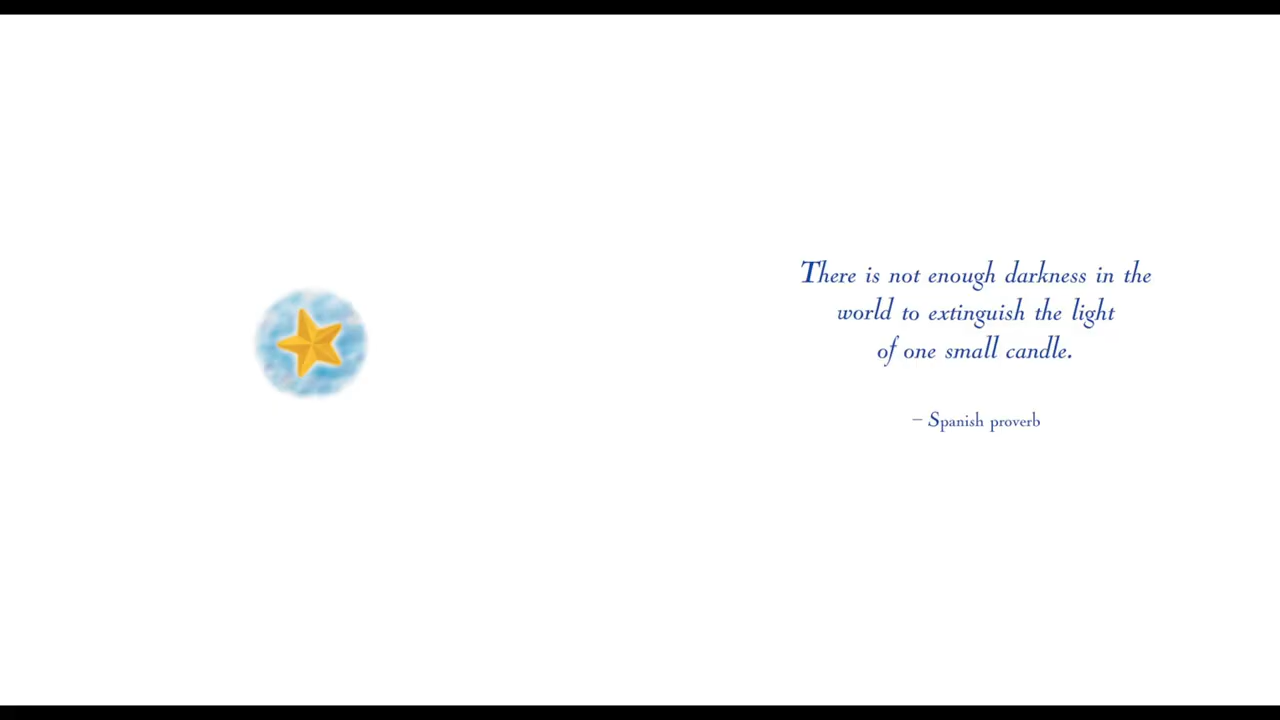 There is not enough darkness in the
world to extinguish the light
of one small candle.
– Spanish proverb